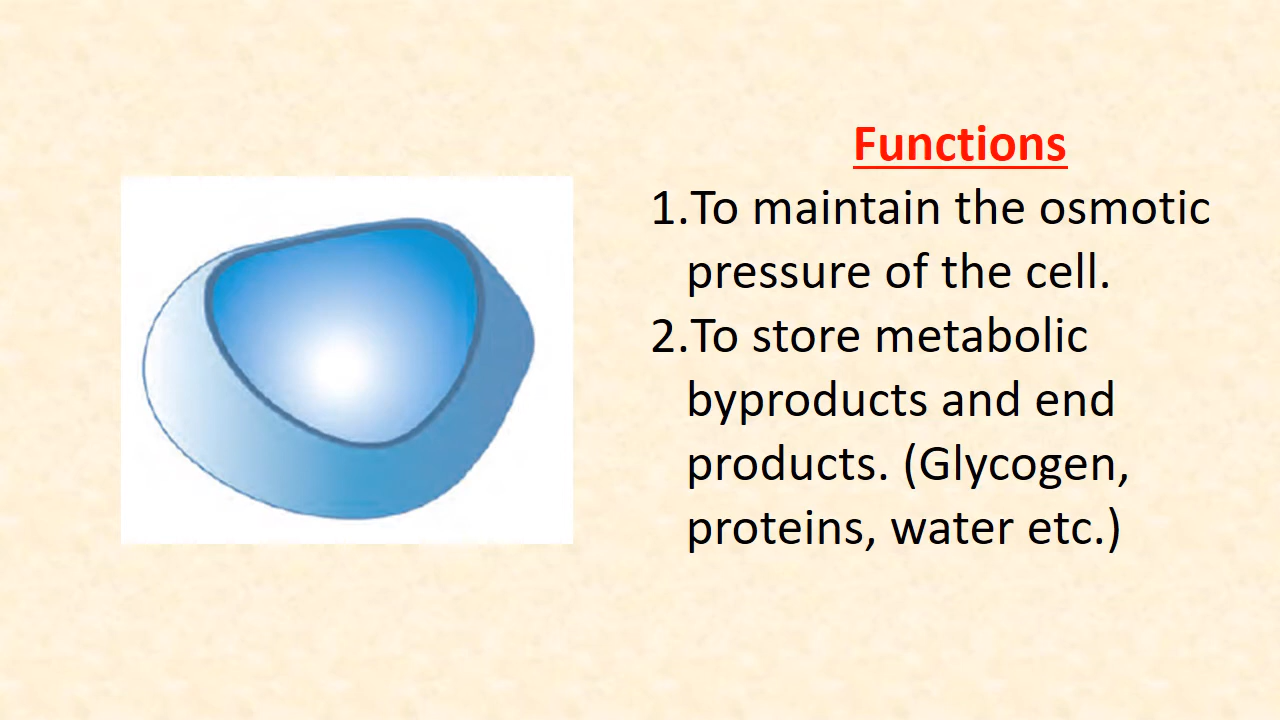 Functions
1.To maintain the osmotic
pressure of the cell.
2.To store metabolic
byproducts and end
products. (Glycogen,
proteins, water etc.)